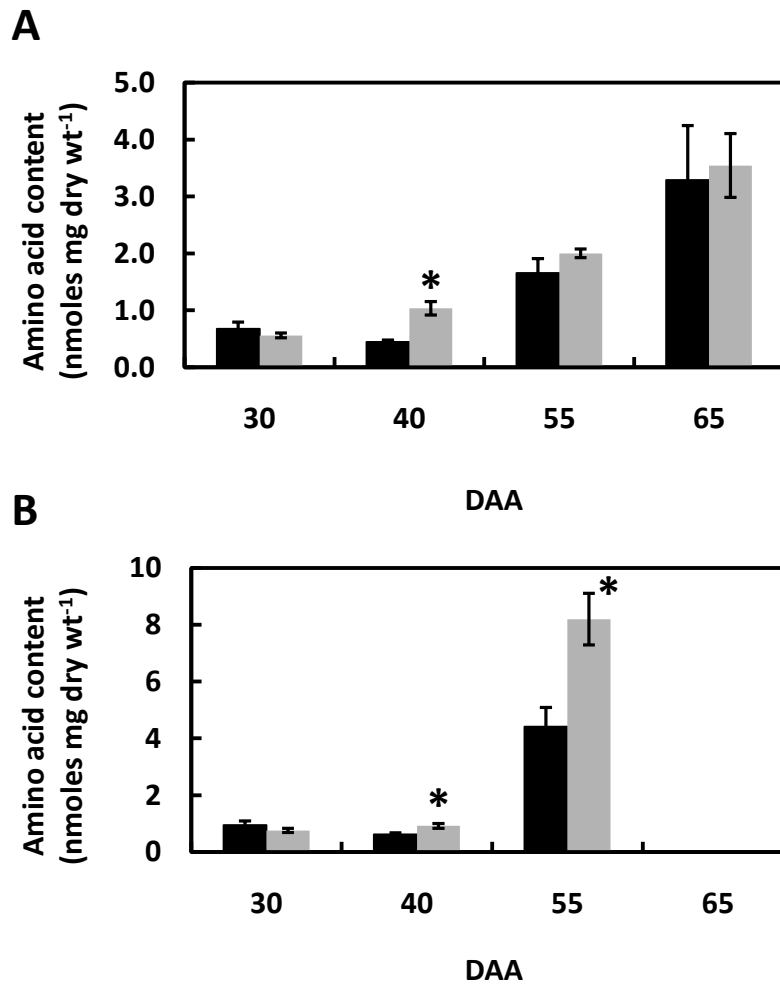 A
Amino acid content
(nmoles mg dry wt⁻¹)
5.0
4.0
3.0
2.0
1.0
0.0
*
30 40 55 65
DAA
B
Amino acid content
(nmoles mg dry wt⁻¹)
10
8
6
4
2
0
*
*
30 40 55 65
DAA